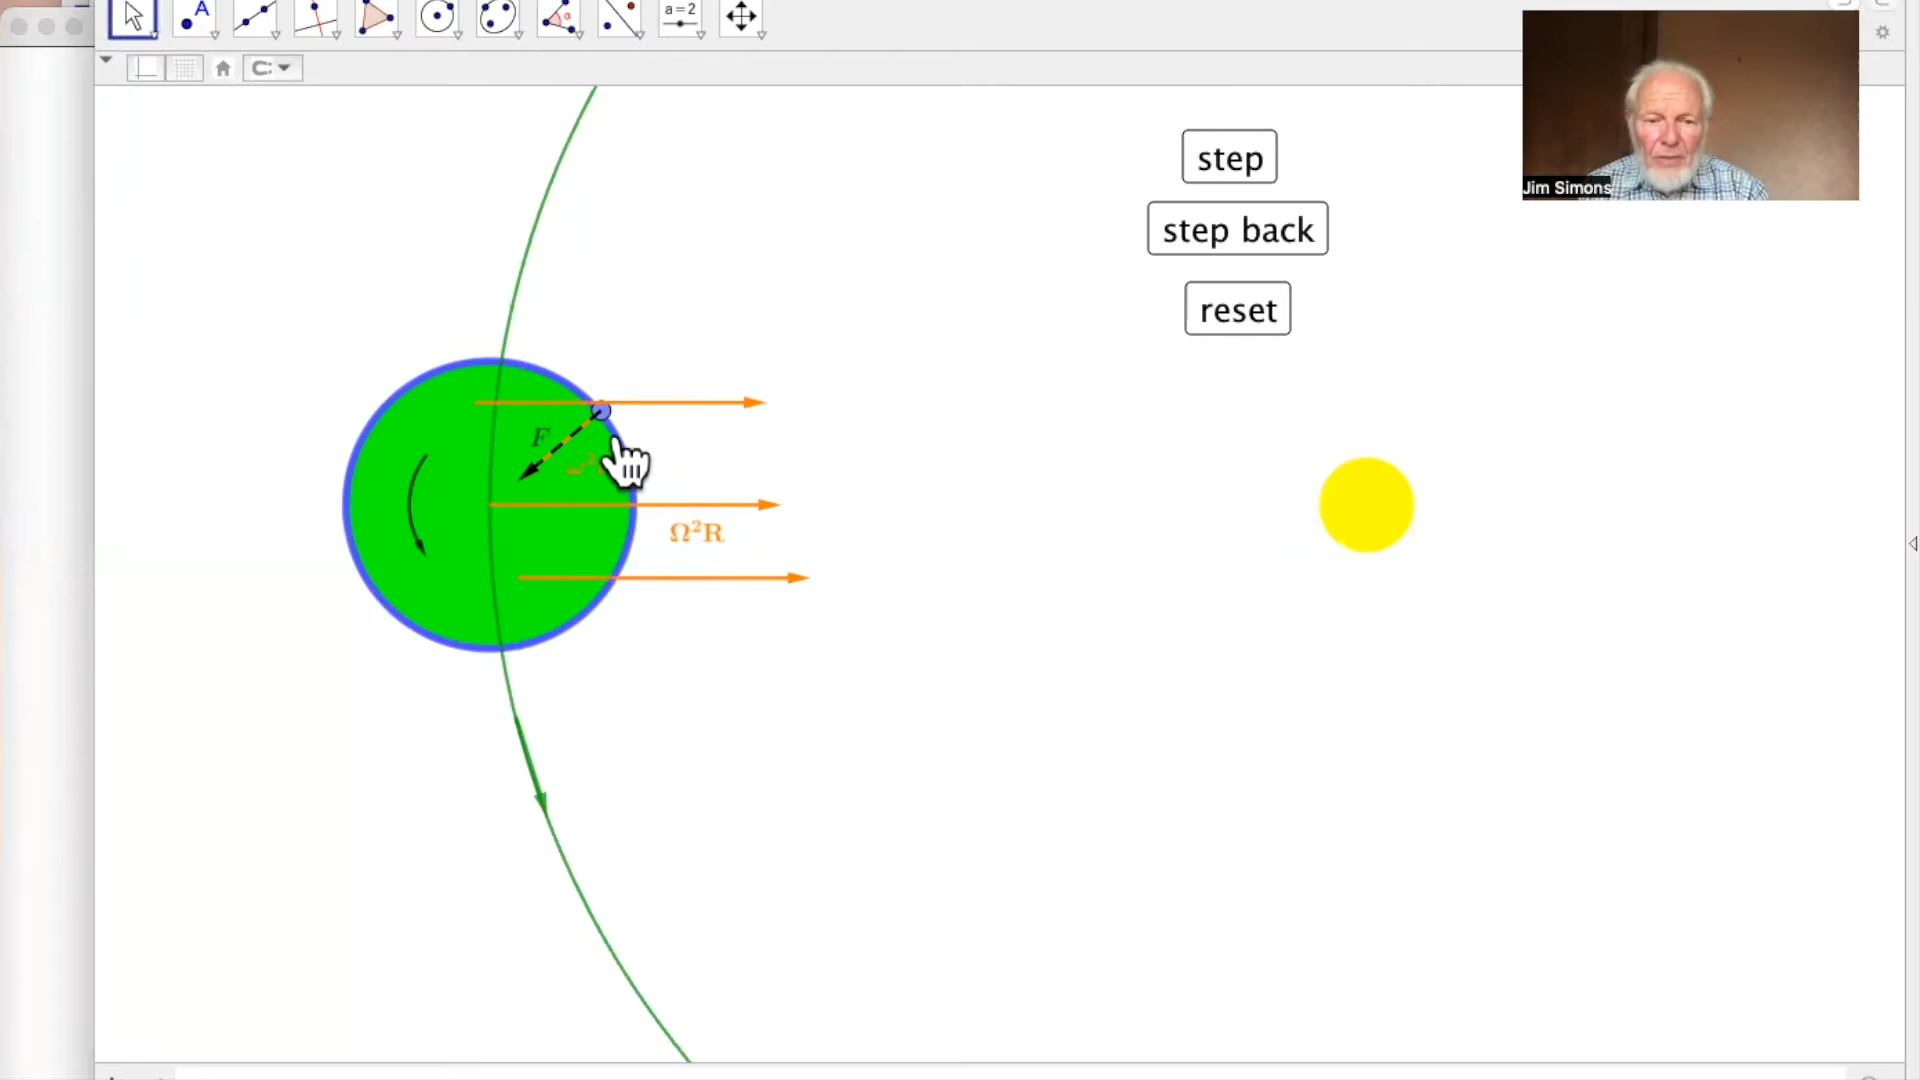 A
α
a=2
step
Jim Simons
step back
reset
F
Ω²R